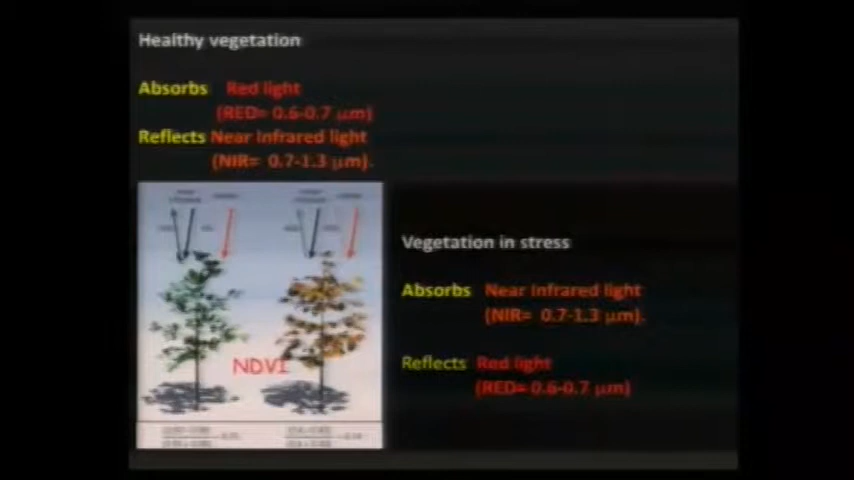 Healthy vegetation
Absorbs Red light
(RED= 0.6-0.7 µm)
Reflects Near Infrared light
(NIR= 0.7-1.3 µm).
NDVI
Vegetation in stress
Absorbs Near Infrared light
(NIR= 0.7-1.3 µm).
Reflects Red light
(RED= 0.6-0.7 µm)